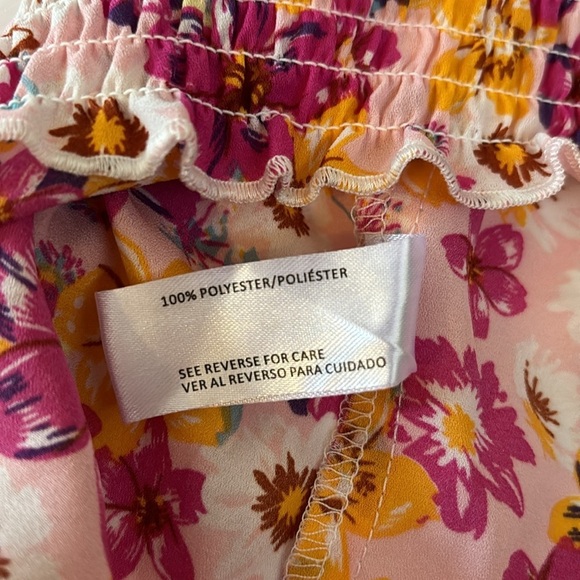 100% POLYESTER/POLIÉSTER
SEE REVERSE FOR CARE
VER AL REVERSO PARA CUIDADO